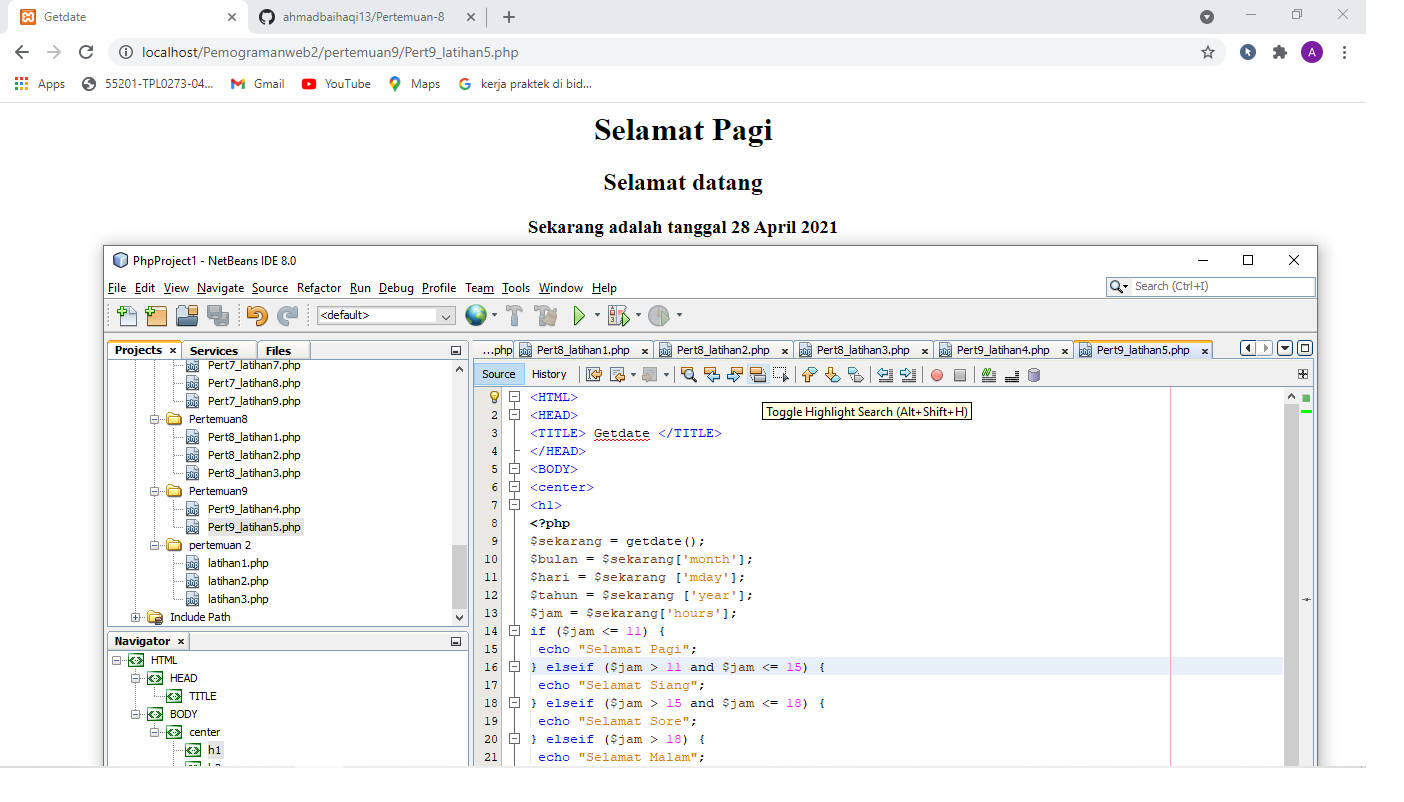 Getdate
ahmadbaihaqi13/Pertemuan-8
localhost/Pemogramanweb2/pertemuan9/Pert9_latihan5.php
A
Apps
55201-TPL0273-04...
Gmail
YouTube
Maps
kerja praktek di bid...
Selamat Pagi
Selamat datang
Sekarang adalah tanggal 28 April 2021
PhpProject1 - NetBeans IDE 8.0
File Edit View Navigate Source Refactor Run Debug Profile Team Tools Window Help
Search (Ctrl+I)
<default>
Projects
Services
Files
Pert7_latihan7.php
Pert7_latihan8.php
Pert7_latihan9.php
Pertemuan8
Pert8_latihan1.php
Pert8_latihan2.php
Pert8_latihan3.php
Pertemuan9
Pert9_latihan4.php
Pert9_latihan5.php
pertemuan 2
latihan1.php
latihan2.php
latihan3.php
Include Path
Navigator
HTML
HEAD
TITLE
BODY
center
h1
...php
Pert8_latihan1.php
Pert8_latihan2.php
Pert8_latihan3.php
Pert9_latihan4.php
Pert9_latihan5.php
Source
History
Toggle Highlight Search (Alt+Shift+H)
<HTML>
2 <HEAD>
3 <TITLE> Getdate </TITLE>
4 </HEAD>
5 <BODY>
6 <center>
7 <h1>
8 <?php
9 $sekarang = getdate();
10 $bulan = $sekarang['month'];
11 $hari = $sekarang ['mday'];
12 $tahun = $sekarang ['year'];
13 $jam = $sekarang['hours'];
14 if ($jam <= 11) {
15 echo "Selamat Pagi";
16 } elseif ($jam > 11 and $jam <= 15) {
17 echo "Selamat Siang";
18 } elseif ($jam > 15 and $jam <= 18) {
19 echo "Selamat Sore";
20 } elseif ($jam > 18) {
21 echo "Selamat Malam";